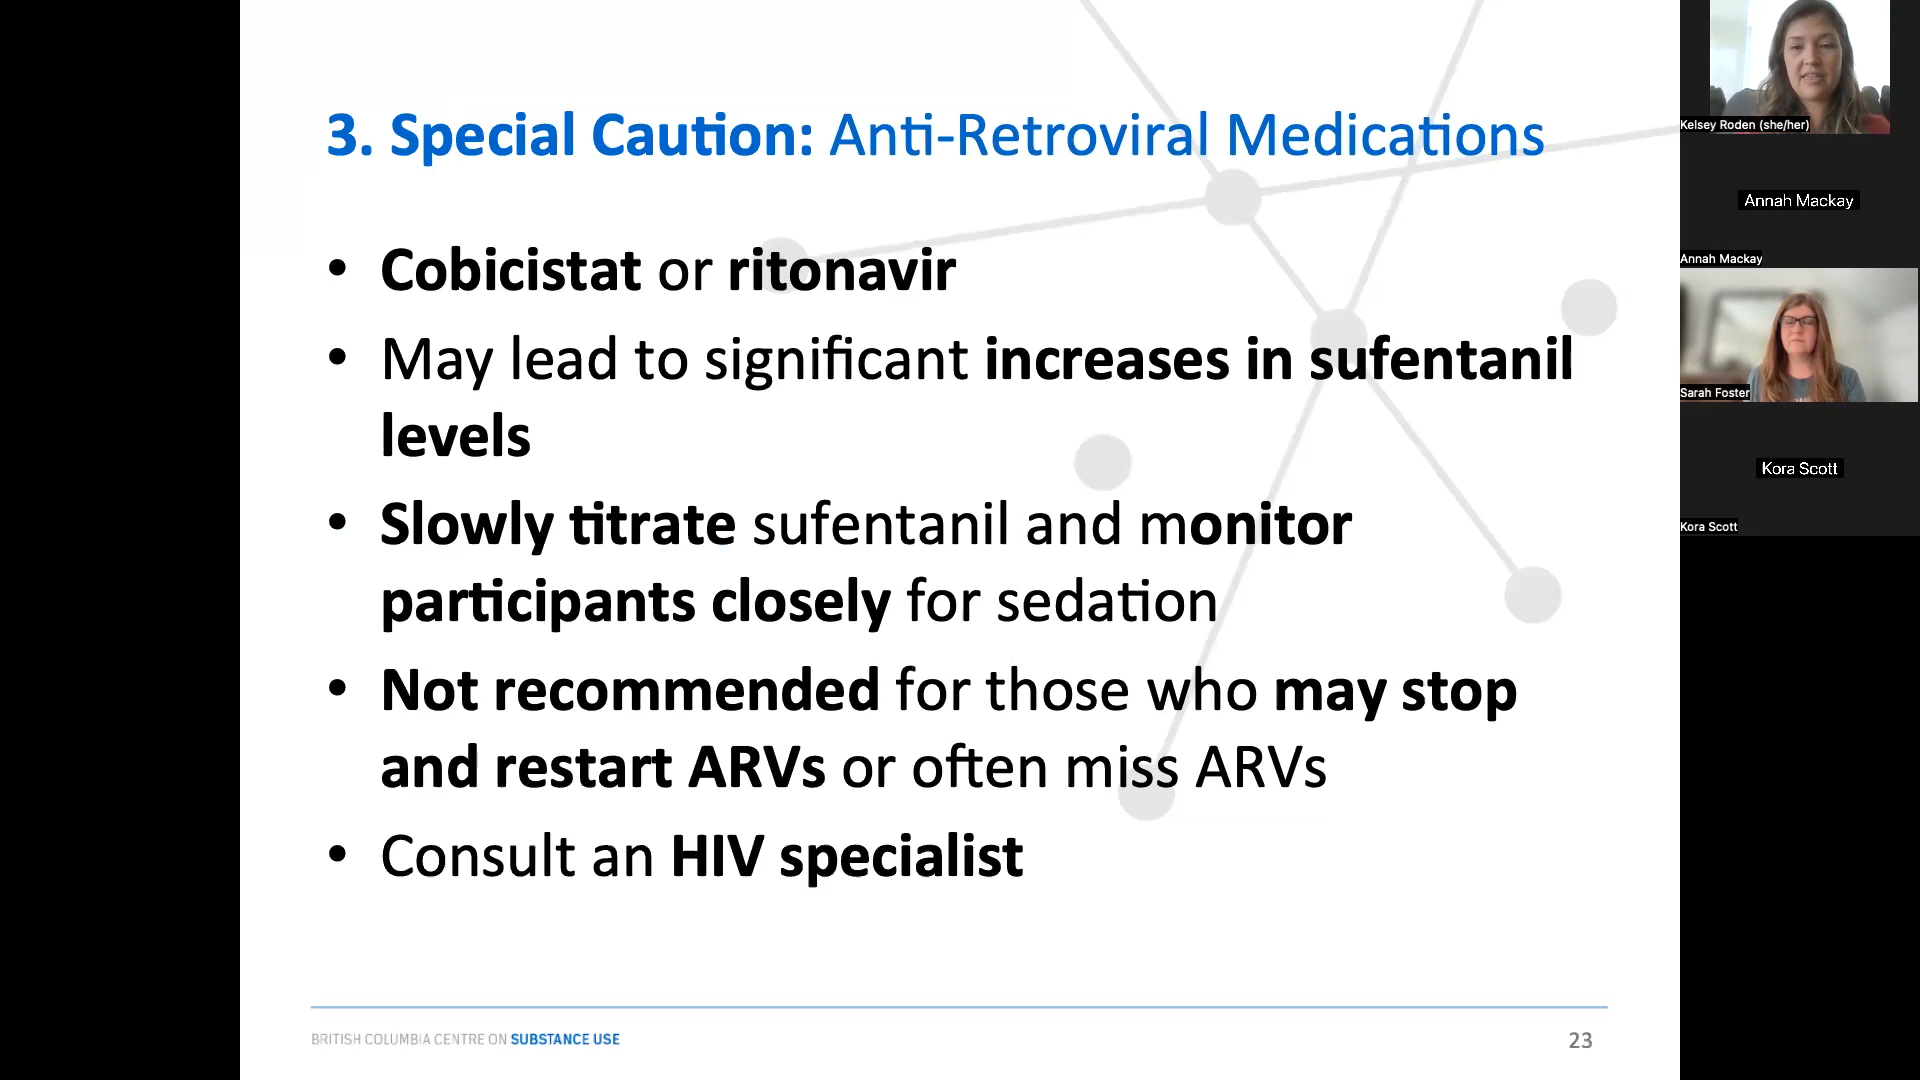 3. Special Caution: Anti-Retroviral Medications
• Cobicistat or ritonavir
• May lead to significant increases in sufentanil
levels
• Slowly titrate sufentanil and monitor
participants closely for sedation
• Not recommended for those who may stop
and restart ARVs or often miss ARVs
• Consult an HIV specialist
BRITISH COLUMBIA CENTRE ON SUBSTANCE USE
23
Kelsey Roden (she/her)
Annah Mackay
Annah Mackay
Sarah Foster
Kora Scott
Kora Scott